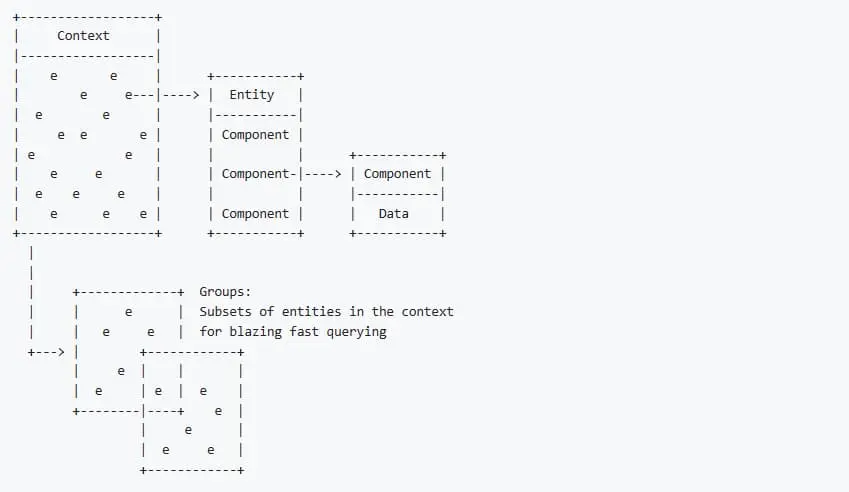 +------------------+
|     Context      |
|------------------|
|    e       e     |      +-----------+
|        e     e---|----> |  Entity   |
|  e        e      |      |-----------|
|     e  e       e |      | Component |
| e            e   |      |           |      +-----------+
|    e     e       |      | Component-|----> | Component |
|  e    e     e    |      |           |      |-----------|
|    e      e    e |      | Component |      |   Data    |
+------------------+      +-----------+      +-----------+
  |
  |
  |     +-------------+  Groups:
  |     |      e      |  Subsets of entities in the context
  |     |   e     e   |  for blazing fast querying
  +---> |        +------------+
        |     e  |    |       |
        |  e     | e  |  e    |
        +--------|----+    e  |
                 |     e      |
                 |  e     e   |
                 +------------+